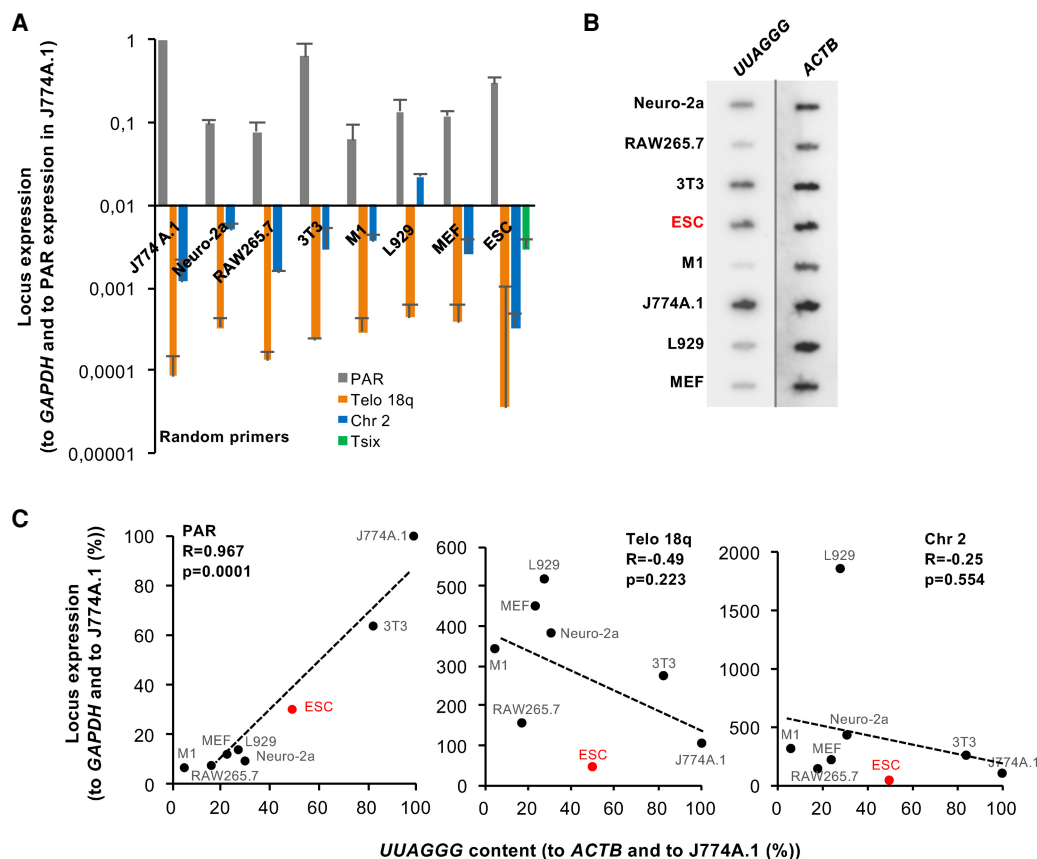 A
Locus expression
(to GAPDH and to PAR expression in J774A.1)
1
0,1
0,01
0,001
0,0001
0,00001
J774 A.1
Neuro-2a
RAW265.7
3T3
M1
L929
MEF
ESC
PAR
Telo 18q
Chr 2
Tsix
Random primers
B
UUAGGG
ACTB
Neuro-2a
RAW265.7
3T3
ESC
M1
J774A.1
L929
MEF
C
Locus expression
(to GAPDH and to J774A.1 (%))
PAR
R=0.967
p=0.0001
100
80
60
40
20
0
0
20
40
60
80
100
J774A.1
3T3
ESC
MEF
L929
M1
Neuro-2a
RAW265.7
Telo 18q
R=-0.49
p=0.223
600
500
400
300
200
100
0
0
20
40
60
80
100
L929
MEF
Neuro-2a
M1
3T3
RAW265.7
ESC
J774A.1
Chr 2
R=-0.25
p=0.554
2000
1500
1000
500
0
0
20
40
60
80
100
L929
Neuro-2a
M1
MEF
3T3
ESC
J774A.1
RAW265.7
UUAGGG content (to ACTB and to J774A.1 (%))